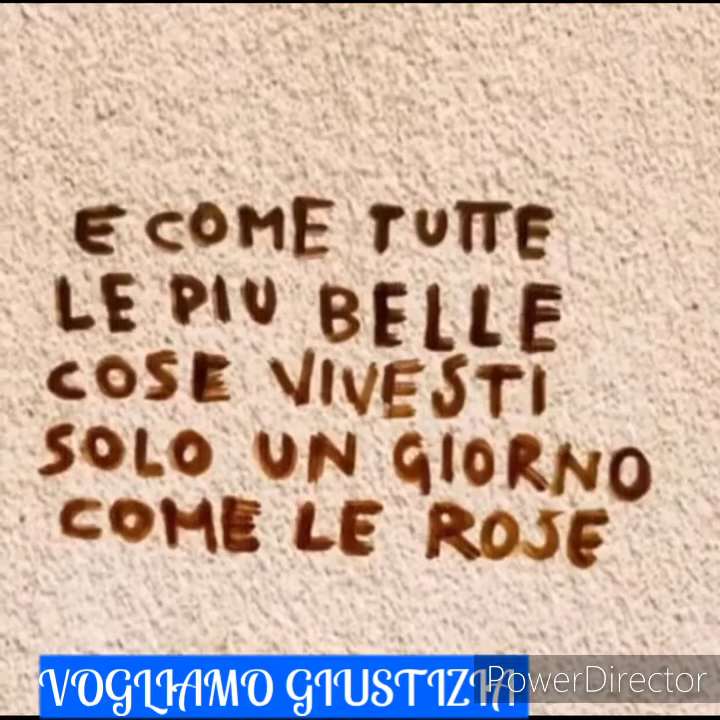 E COME TUTTE
LE PIU BELLE
COSE VIVESTI
SOLO UN GIORNO
COME LE ROSE
VOGLIAMO GIUSTIZIA
PowerDirector